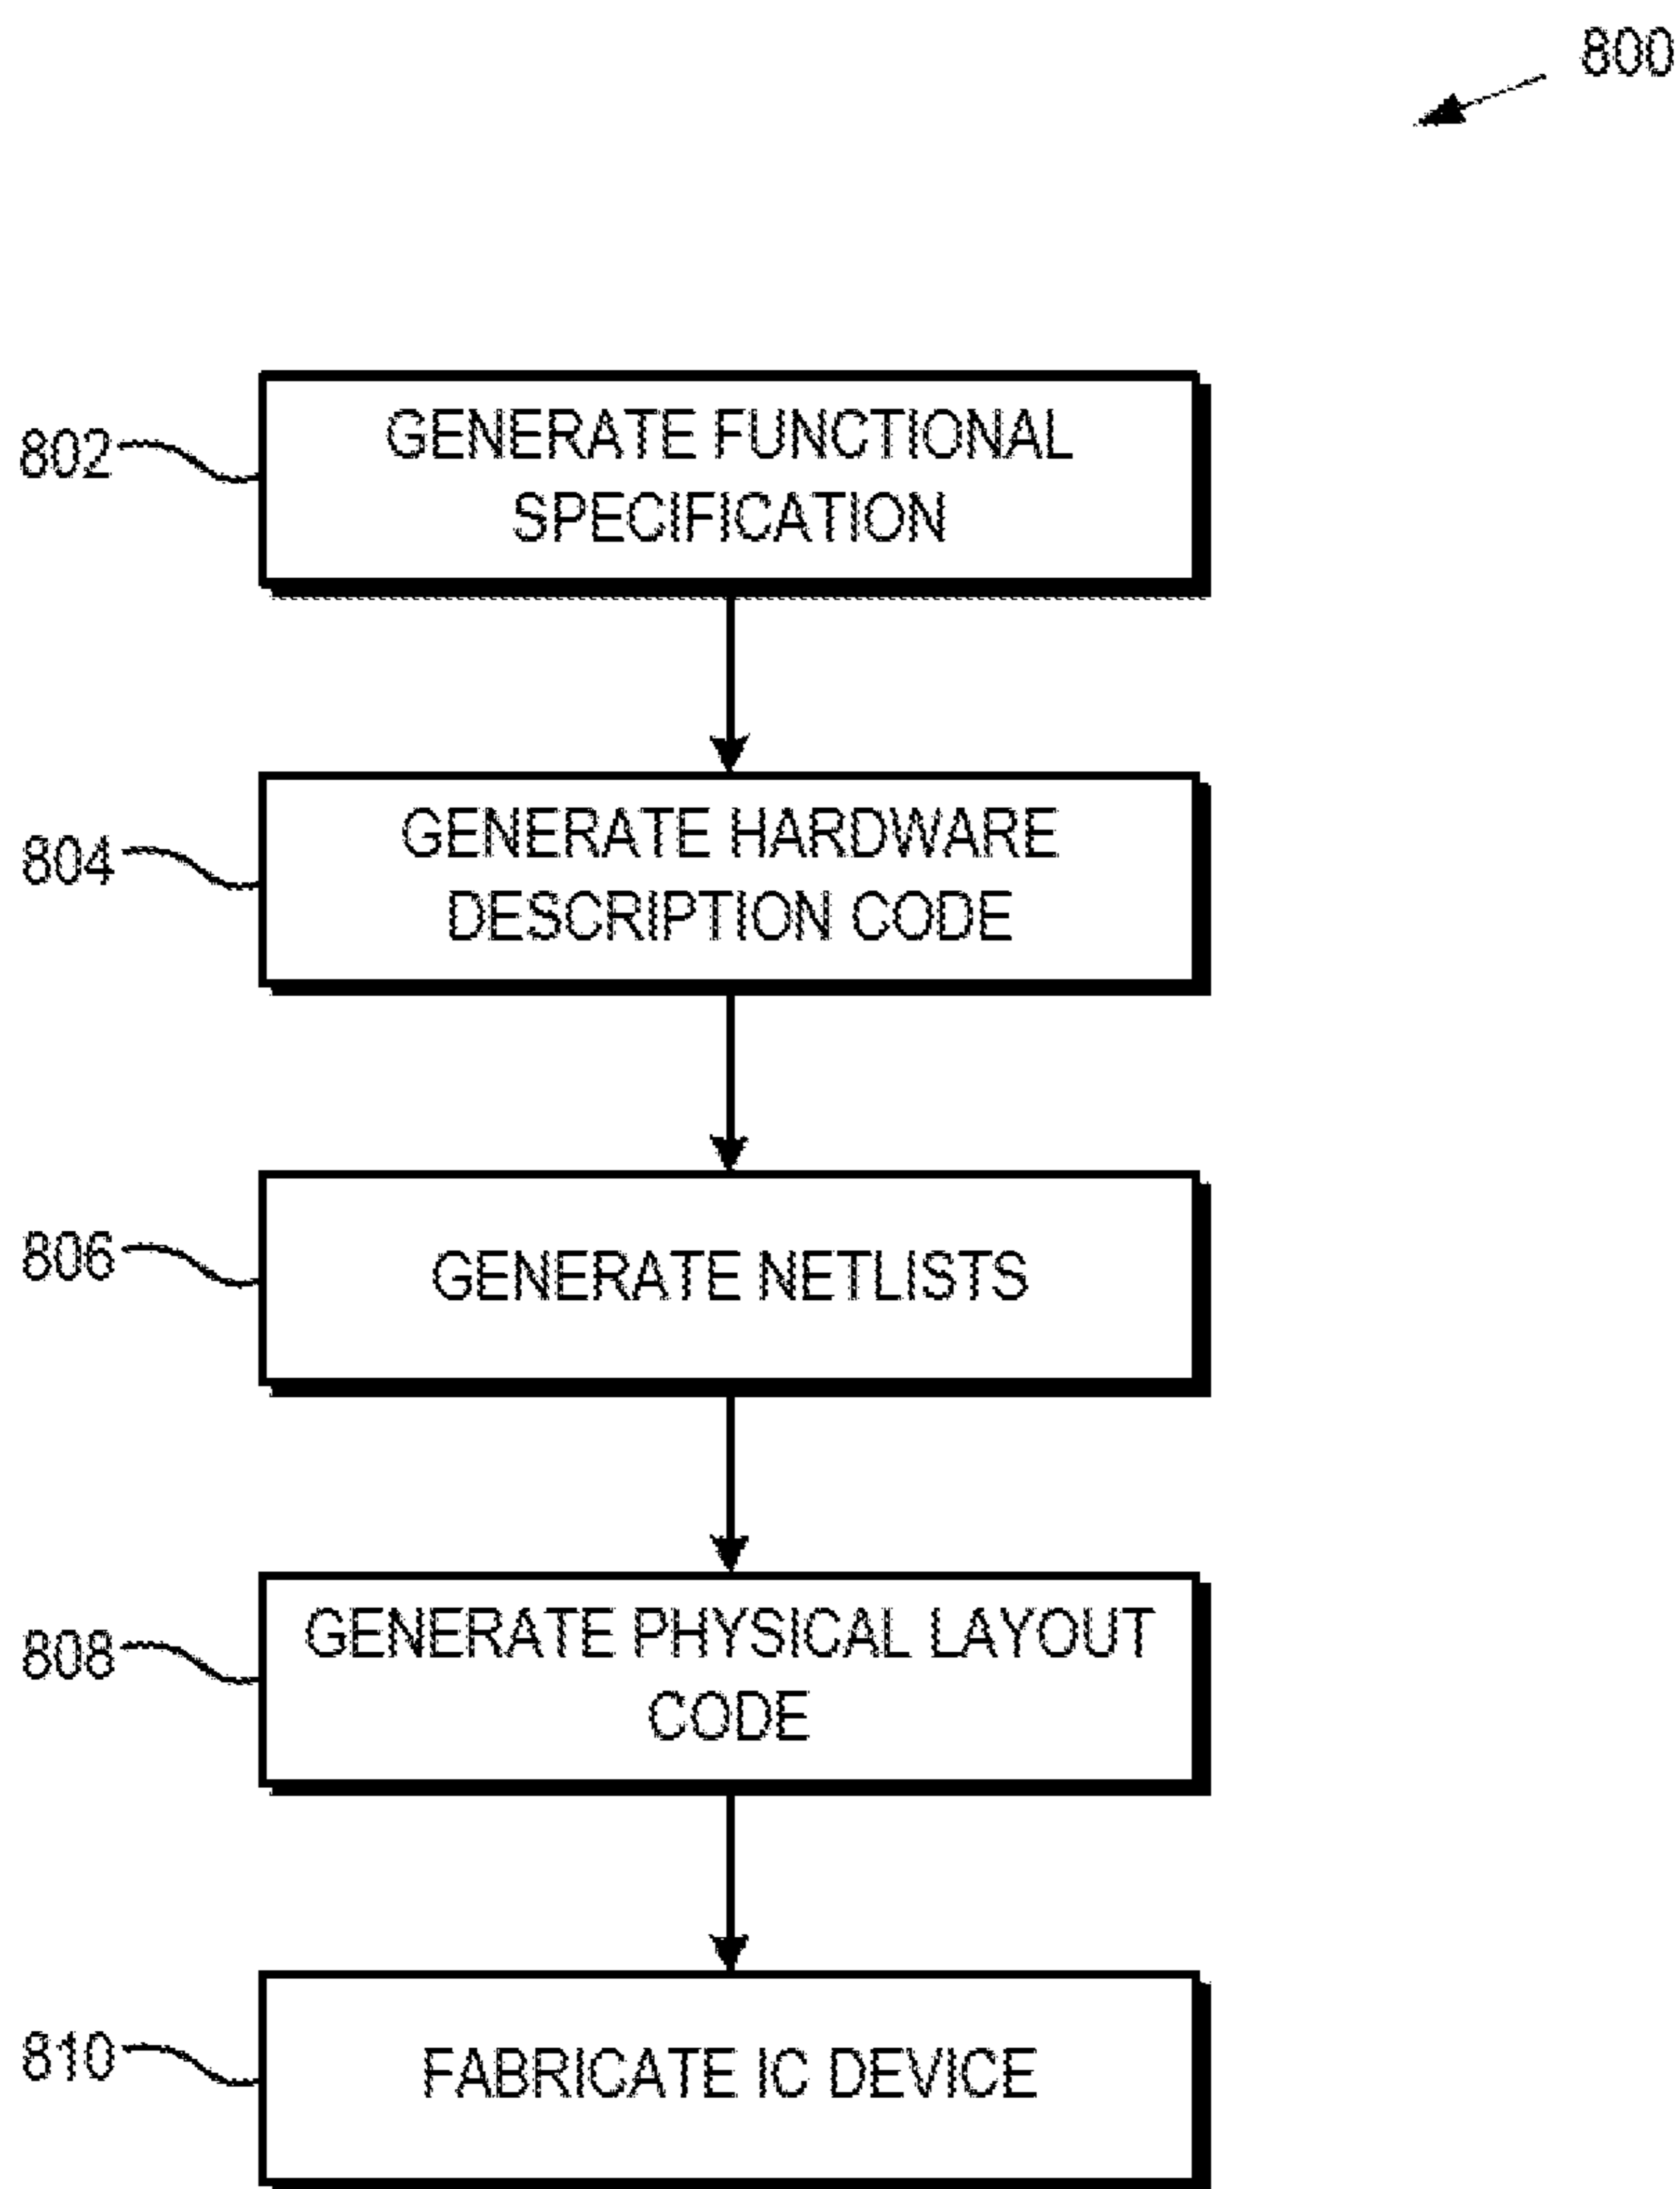 800
802
GENERATE FUNCTIONAL
SPECIFICATION
804
GENERATE HARDWARE
DESCRIPTION CODE
806
GENERATE NETLISTS
808
GENERATE PHYSICAL LAYOUT
CODE
810
FABRICATE IC DEVICE